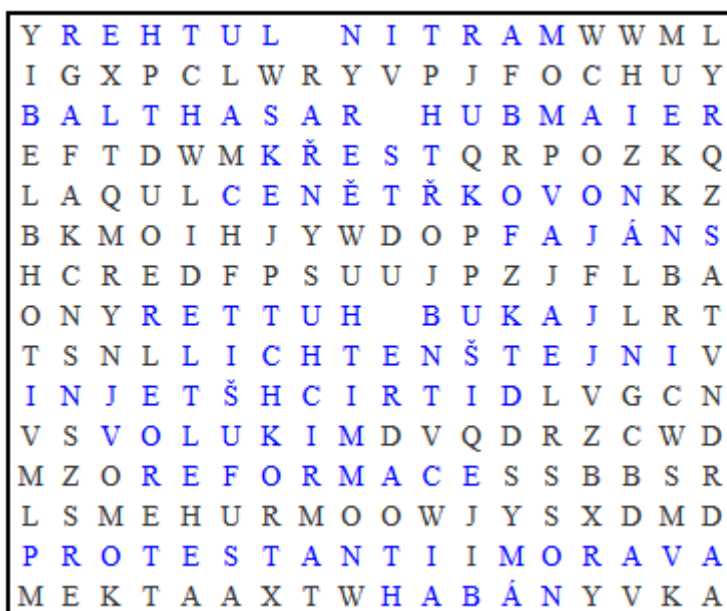 Y R E H T U L   N I T R A M W W M L
I G X P C L W R Y V P J F O C H U Y
B A L T H A S A R   H U B M A I E R
E F T D W M K Ř E S T Q R P O Z K Q
L A Q U L C E N Ě T Ř K O V O N K Z
B K M O I H J Y W D O P F A J Á N S
H C R E D F P S U U J P Z J F L B A
O N Y R E T T U H   B U K A J L R T
T S N L L I C H T E N Š T E J N I V
I N J E T Š H C I R T I D L V G C N
V S V O L U K I M D V Q D R Z C W D
M Z O R E F O R M A C E S S B B S R
L S M E H U R M O O W J Y S X D M D
P R O T E S T A N T I I M O R A V A
M E K T A A X T W H A B Á N Y V K A